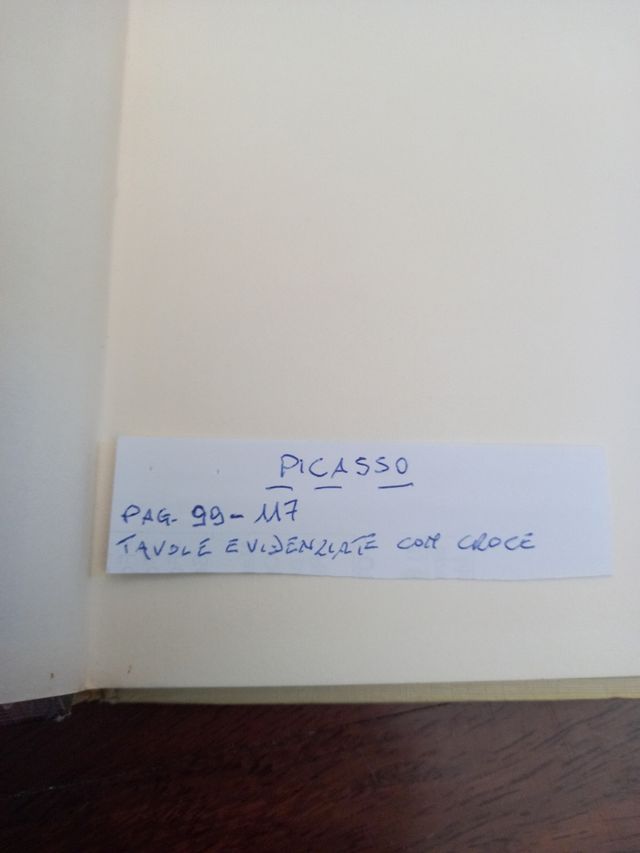 PICASSO
PAG. 99-117
TAVOLE EVIDENZIATE CON CROCE